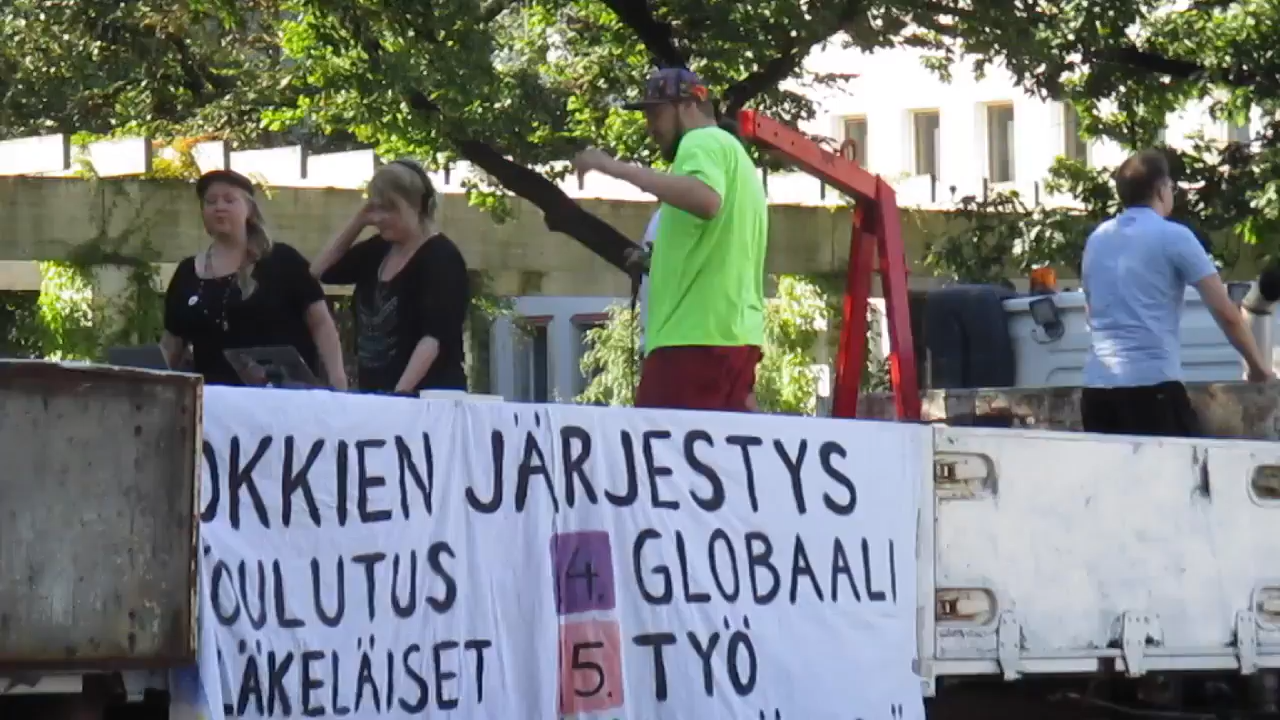 OKKIEN JÄRJESTYS
OULUTUS 4. GLOBAALI
LÄKELÄISET 5. TYÖ